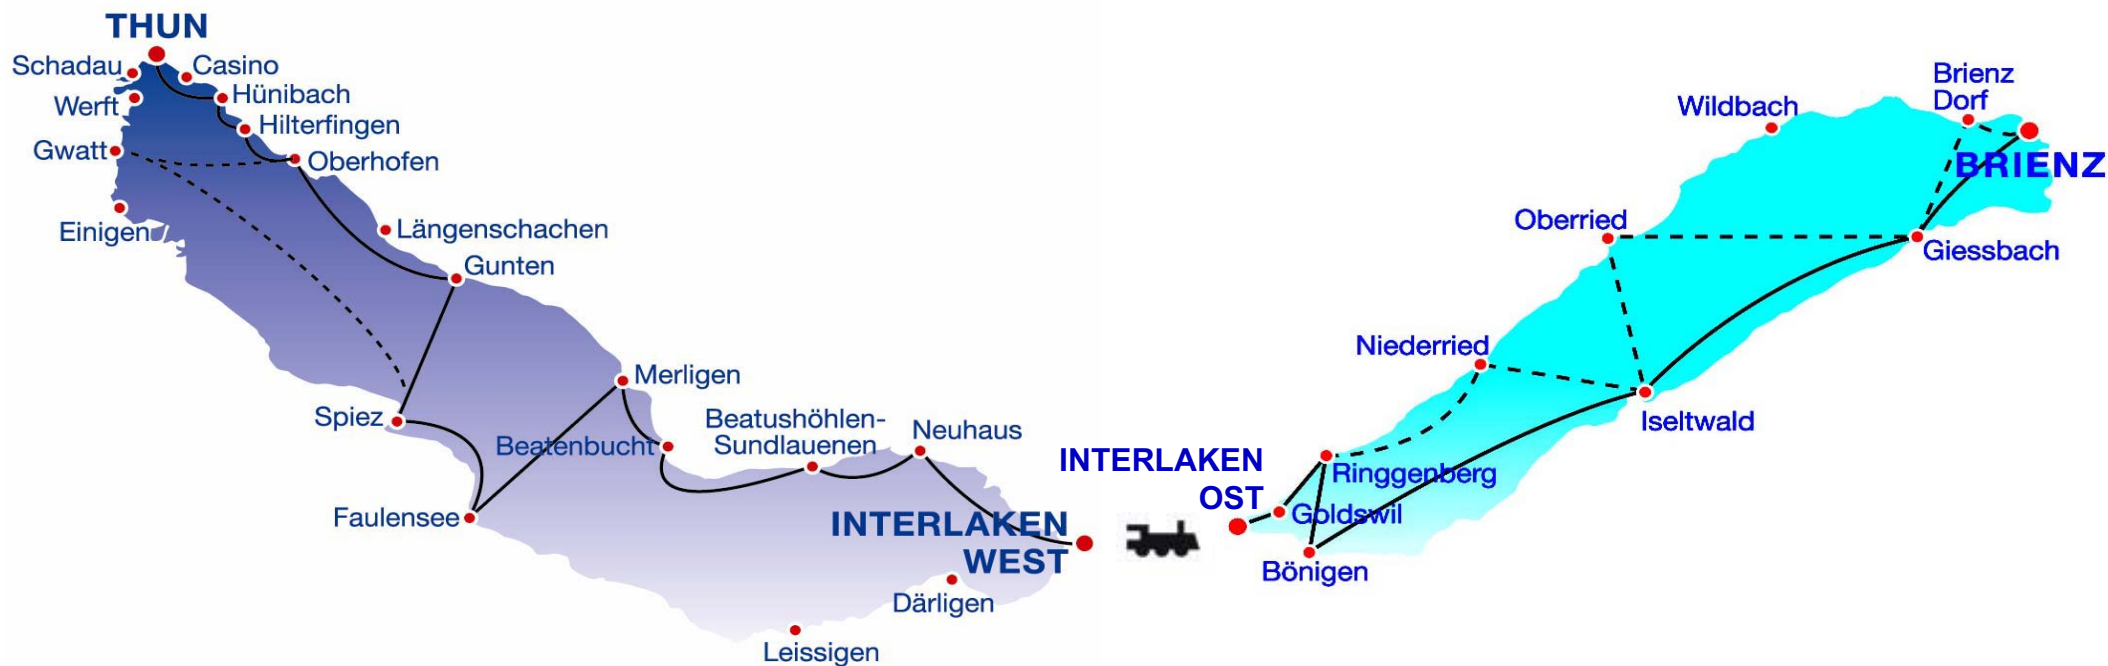 THUN
Schadau
Casino
Werft
Hünibach
Hilterfingen
Gwatt
Oberhofen
Einigen
Längenschachen
Gunten
Merligen
Spiez
Beatenbucht
Beatushöhlen-
Sundlauenen
Neuhaus
Faulensee
INTERLAKEN
WEST
Därligen
Leissigen
Brienz
Dorf
Wildbach
BRIENZ
Oberried
Giessbach
Niederried
Iseltwald
INTERLAKEN
OST
Ringgenberg
Goldswil
Bönigen